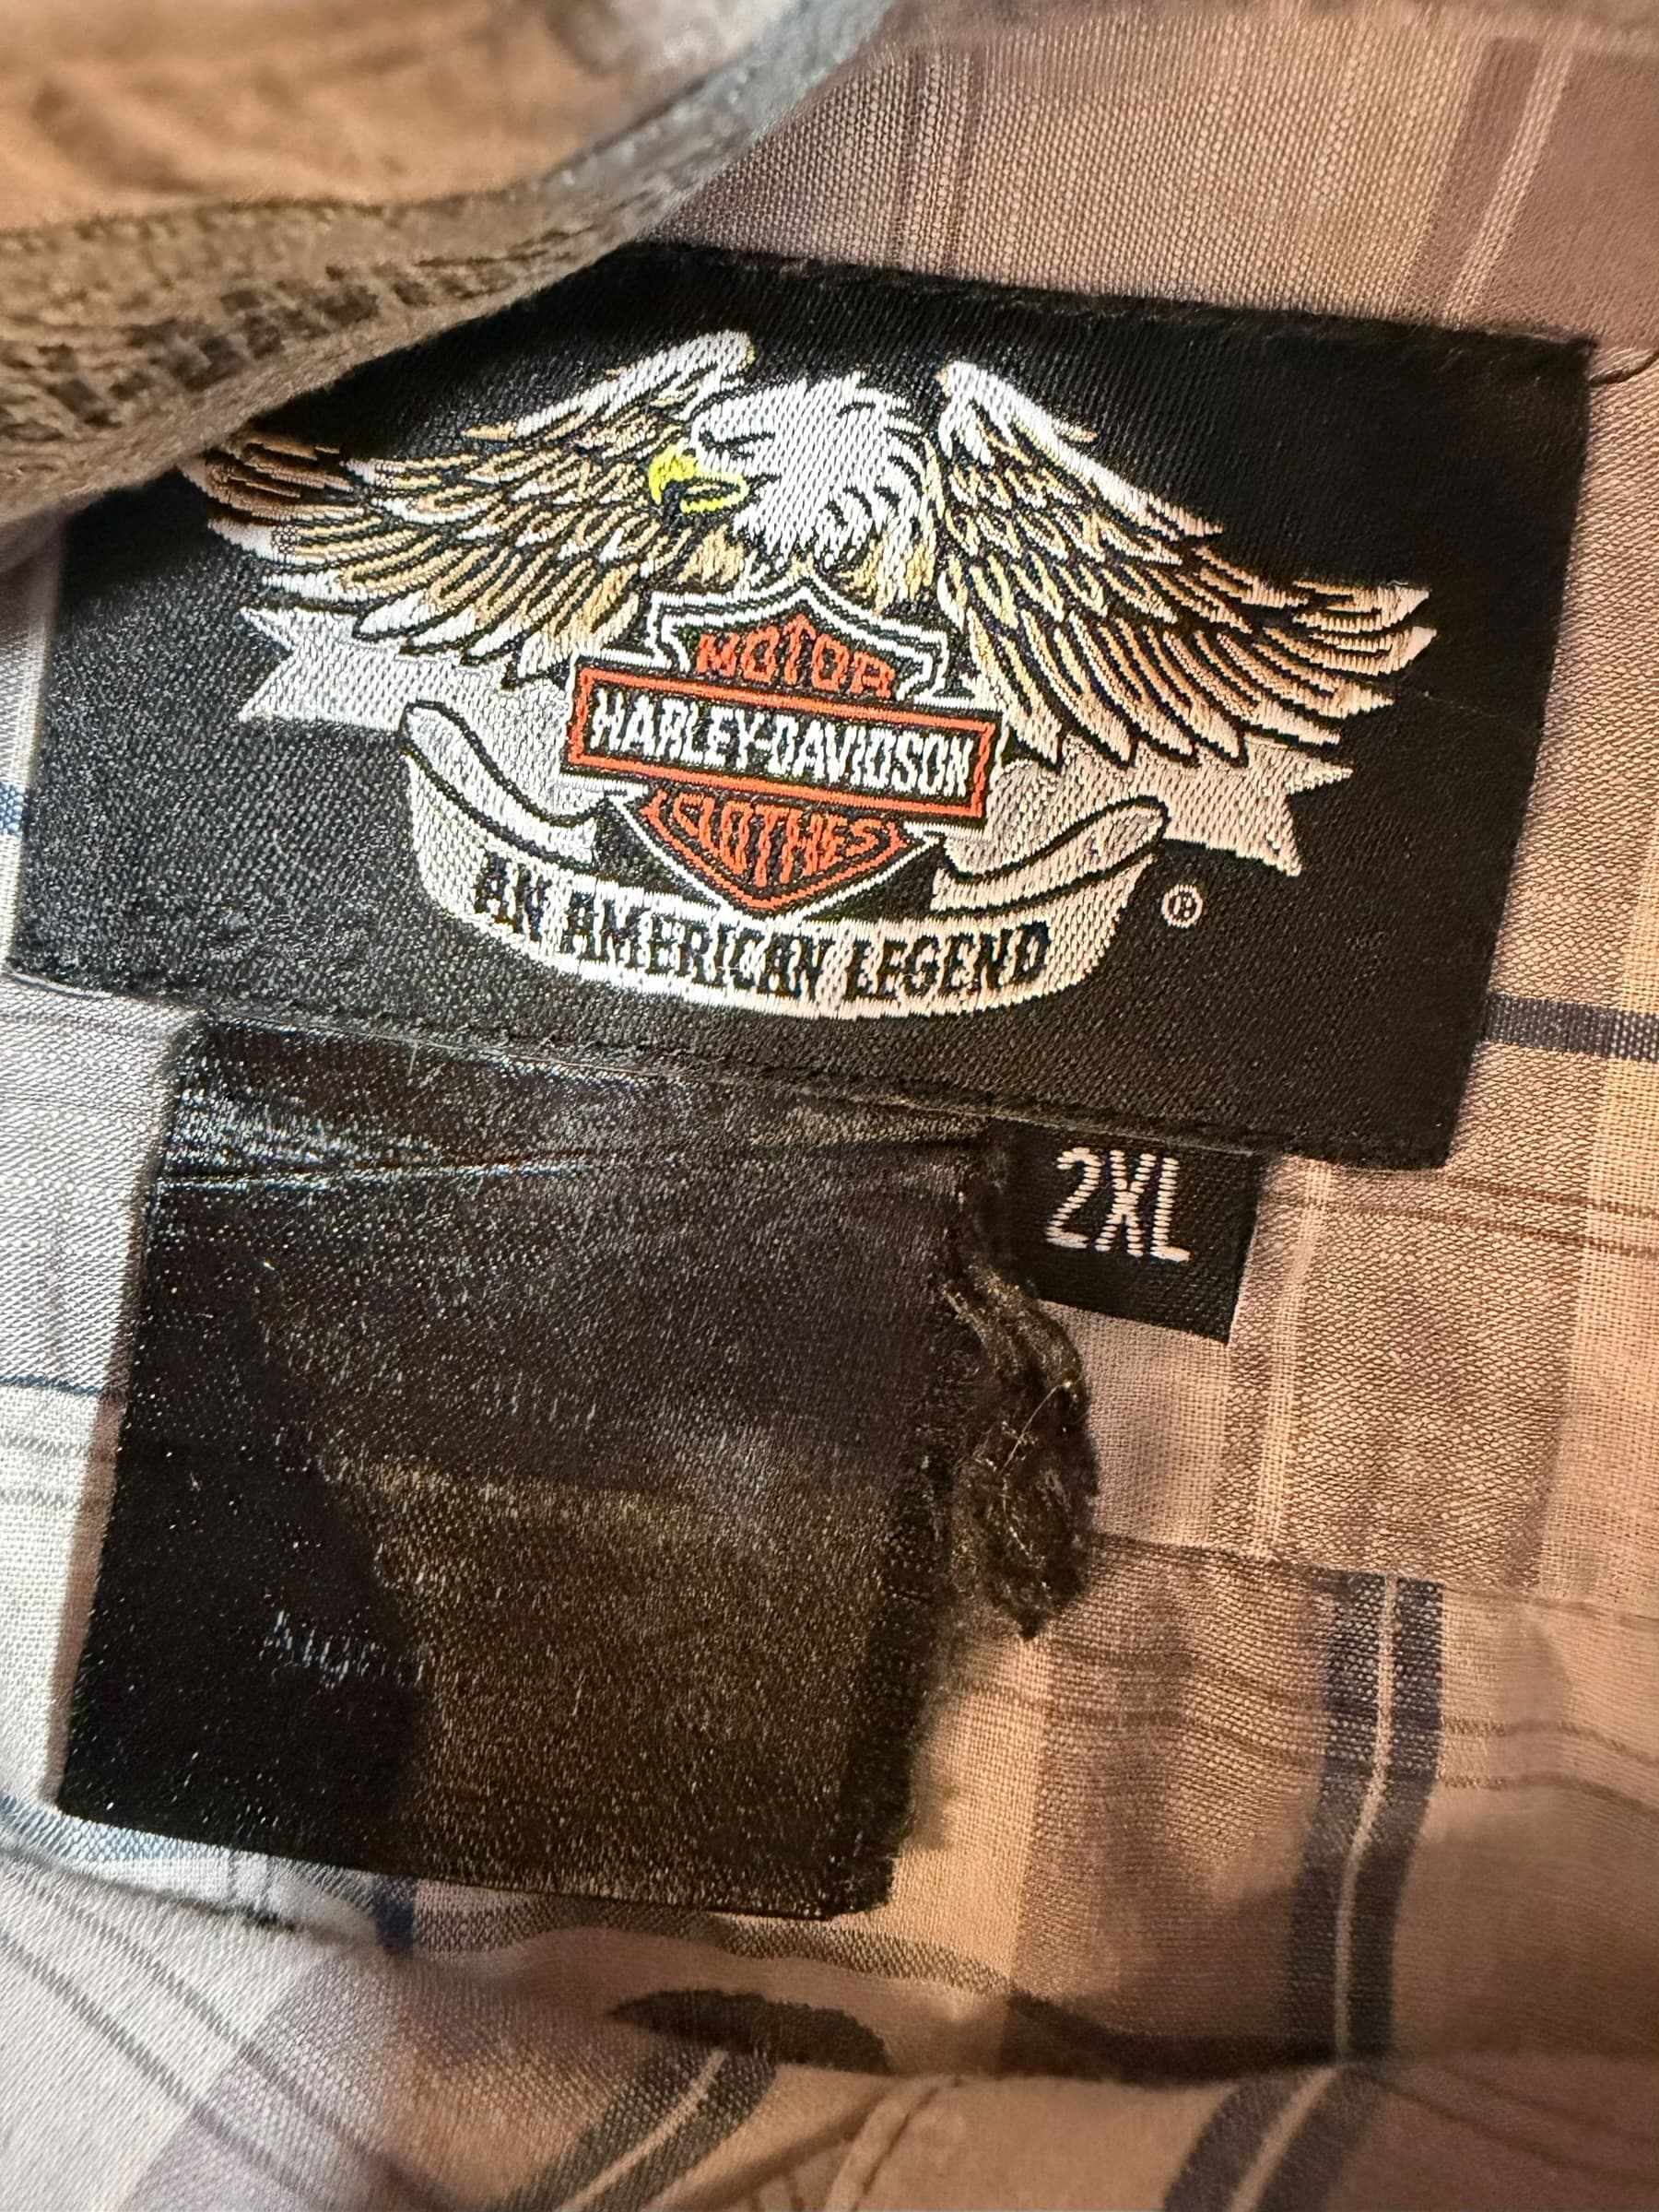 MOTOR
HARLEY-DAVIDSON
CLOTHES
AN AMERICAN LEGEND
®
2XL